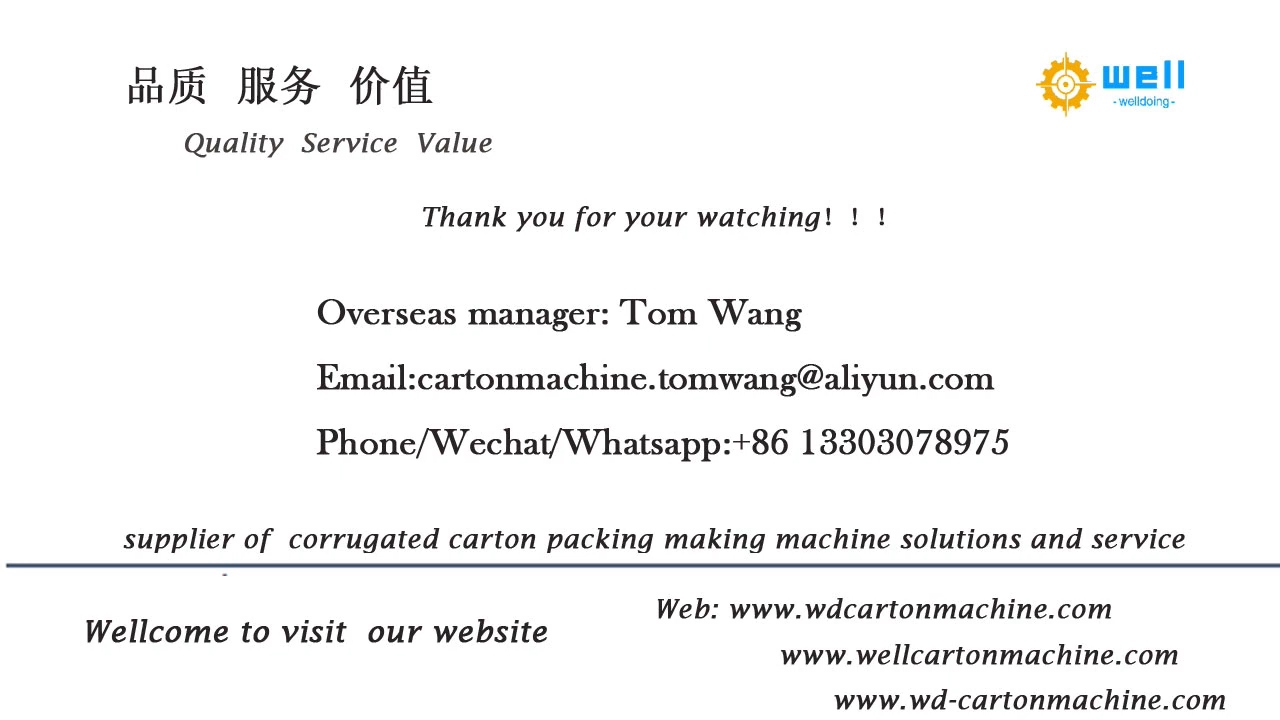 品质 服务 价值
well
-welldoing-
Quality Service Value
Thank you for your watching！！！
Overseas manager: Tom Wang
Email:cartonmachine.tomwang@aliyun.com
Phone/Wechat/Whatsapp:+86 13303078975
supplier of corrugated carton packing making machine solutions and service
Wellcome to visit our website
Web: www.wdcartonmachine.com
www.wellcartonmachine.com
www.wd-cartonmachine.com